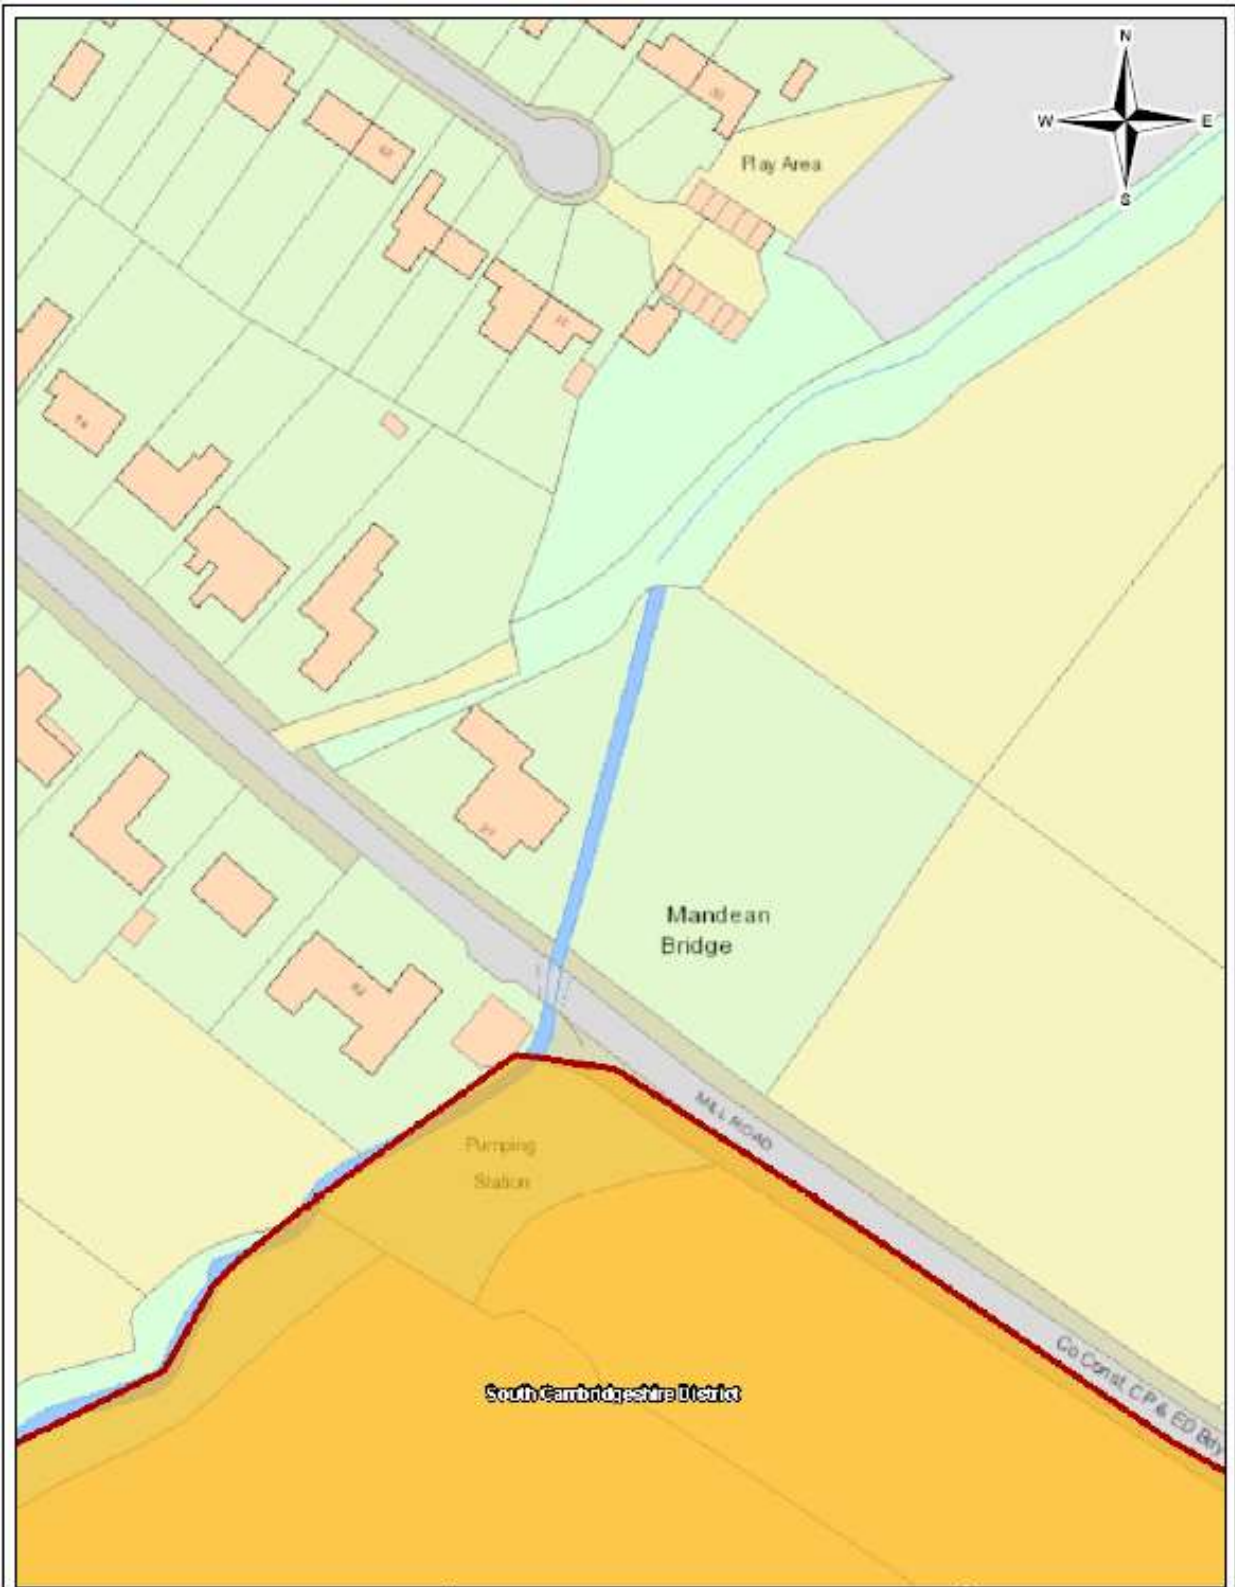 N
W E
S
Play Area
Mandean
Bridge
MILL ROAD
Pumping
Station
Co Const, CP & ED Bdy
South Cambridgeshire District